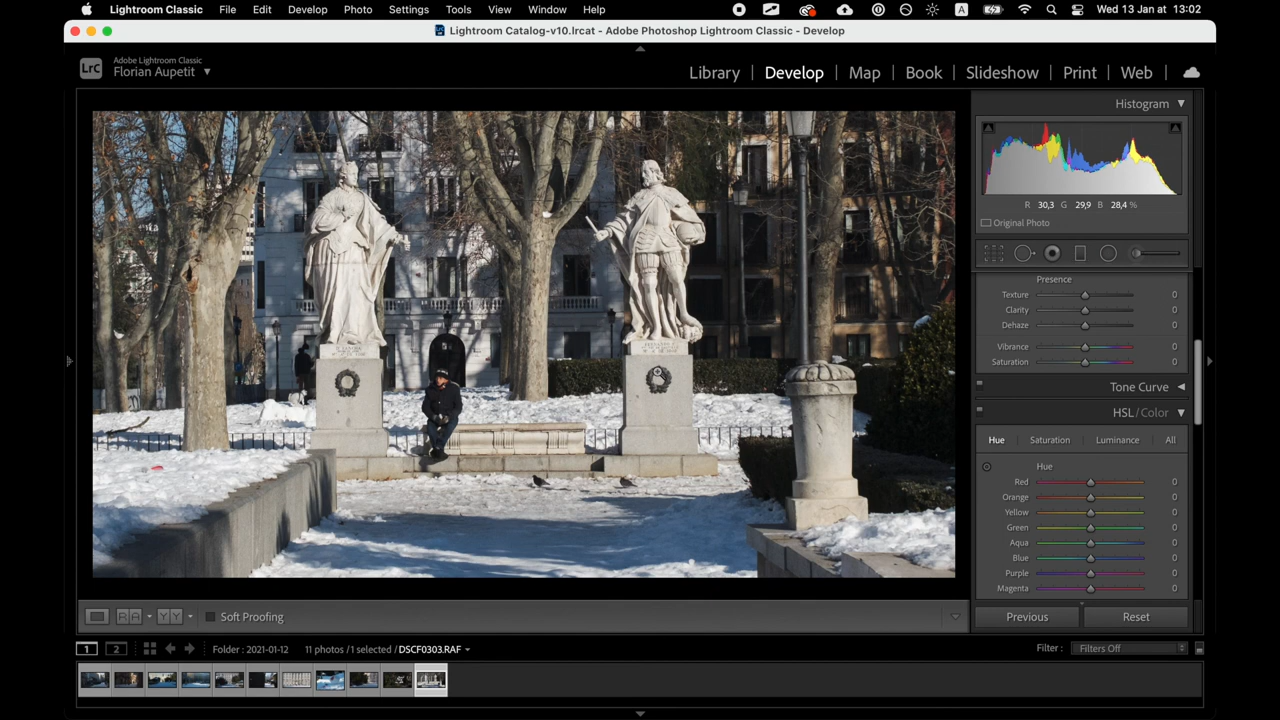 Lightroom Classic File Edit Develop Photo Settings Tools View Window Help A Wed 13 Jan at 13:02
Lightroom Catalog-v10.lrcat - Adobe Photoshop Lightroom Classic - Develop
LrC
Adobe Lightroom Classic
Florian Aupetit
Library Develop Map Book Slideshow Print Web
Histogram
R 30,3 G 29,9 B 28,4 %
Original Photo
Presence
Texture 0
Clarity 0
Dehaze 0
Vibrance 0
Saturation 0
Tone Curve
HSL / Color
Hue Saturation Luminance All
Hue
Red 0
Orange 0
Yellow 0
Green 0
Aqua 0
Blue 0
Purple 0
Magenta 0
Previous Reset
R A Y Y Soft Proofing
1 2 Folder : 2021-01-12 11 photos / 1 selected / DSCF0303.RAF Filter : Filters Off